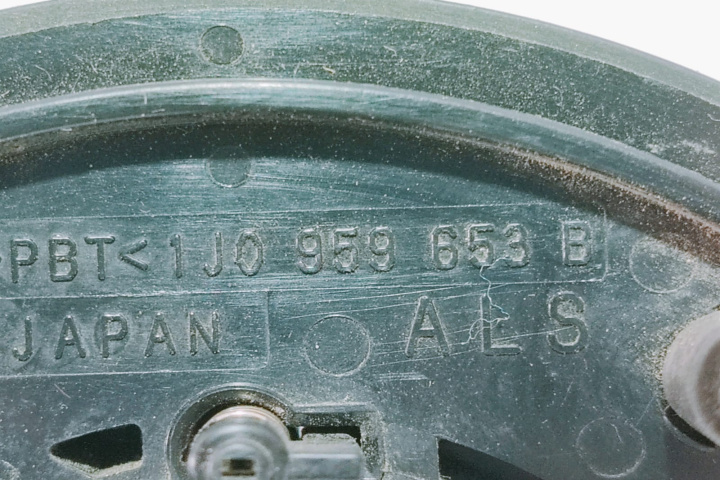 >PBT< 1J0 959 653 B
JAPAN ALS